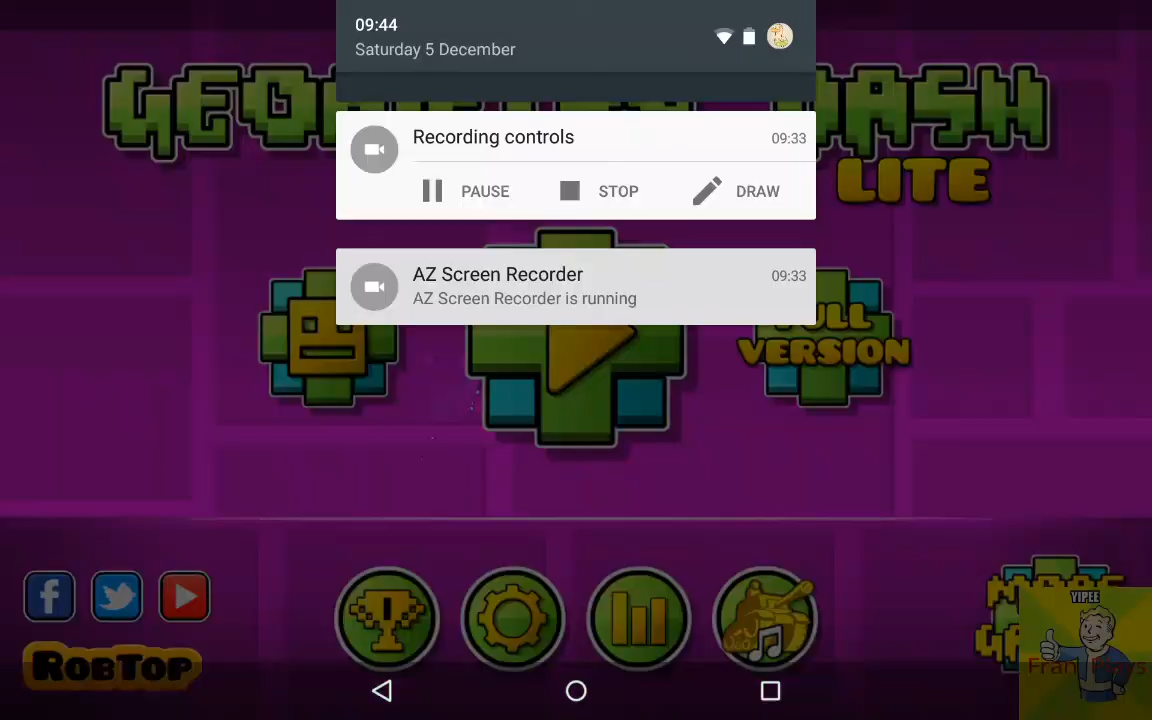 09:44
Saturday 5 December
Recording controls 09:33
PAUSE STOP DRAW
LITE
AZ Screen Recorder 09:33
AZ Screen Recorder is running
VERSION
YIPEE
RobTop